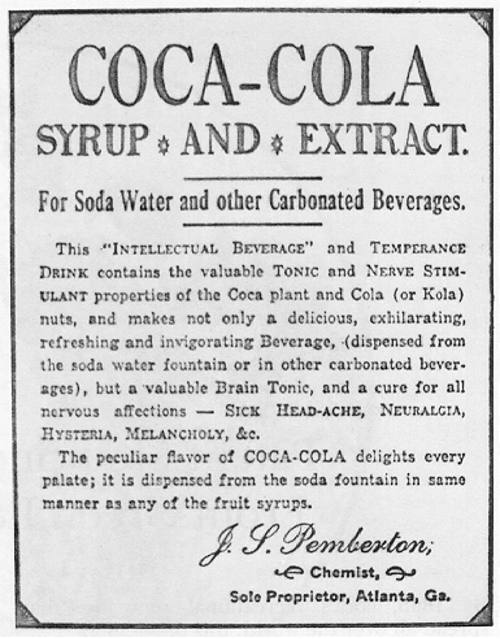 COCA-COLA
SYRUP * AND * EXTRACT.
For Soda Water and other Carbonated Beverages.
This "INTELLECTUAL BEVERAGE" and TEMPERANCE
DRINK contains the valuable TONIC and NERVE STIM-
ULANT properties of the Coca plant and Cola (or Kola)
nuts, and makes not only a delicious, exhilarating,
refreshing and invigorating Beverage, (dispensed from
the soda water fountain or in other carbonated bever-
ages), but a valuable Brain Tonic, and a cure for all
nervous affections — SICK HEAD-ACHE, NEURALGIA,
HYSTERIA, MELANCHOLY, &c.
The peculiar flavor of COCA-COLA delights every
palate; it is dispensed from the soda fountain in same
manner as any of the fruit syrups.
J. S. Pemberton;
Chemist,
Sole Proprietor, Atlanta, Ga.